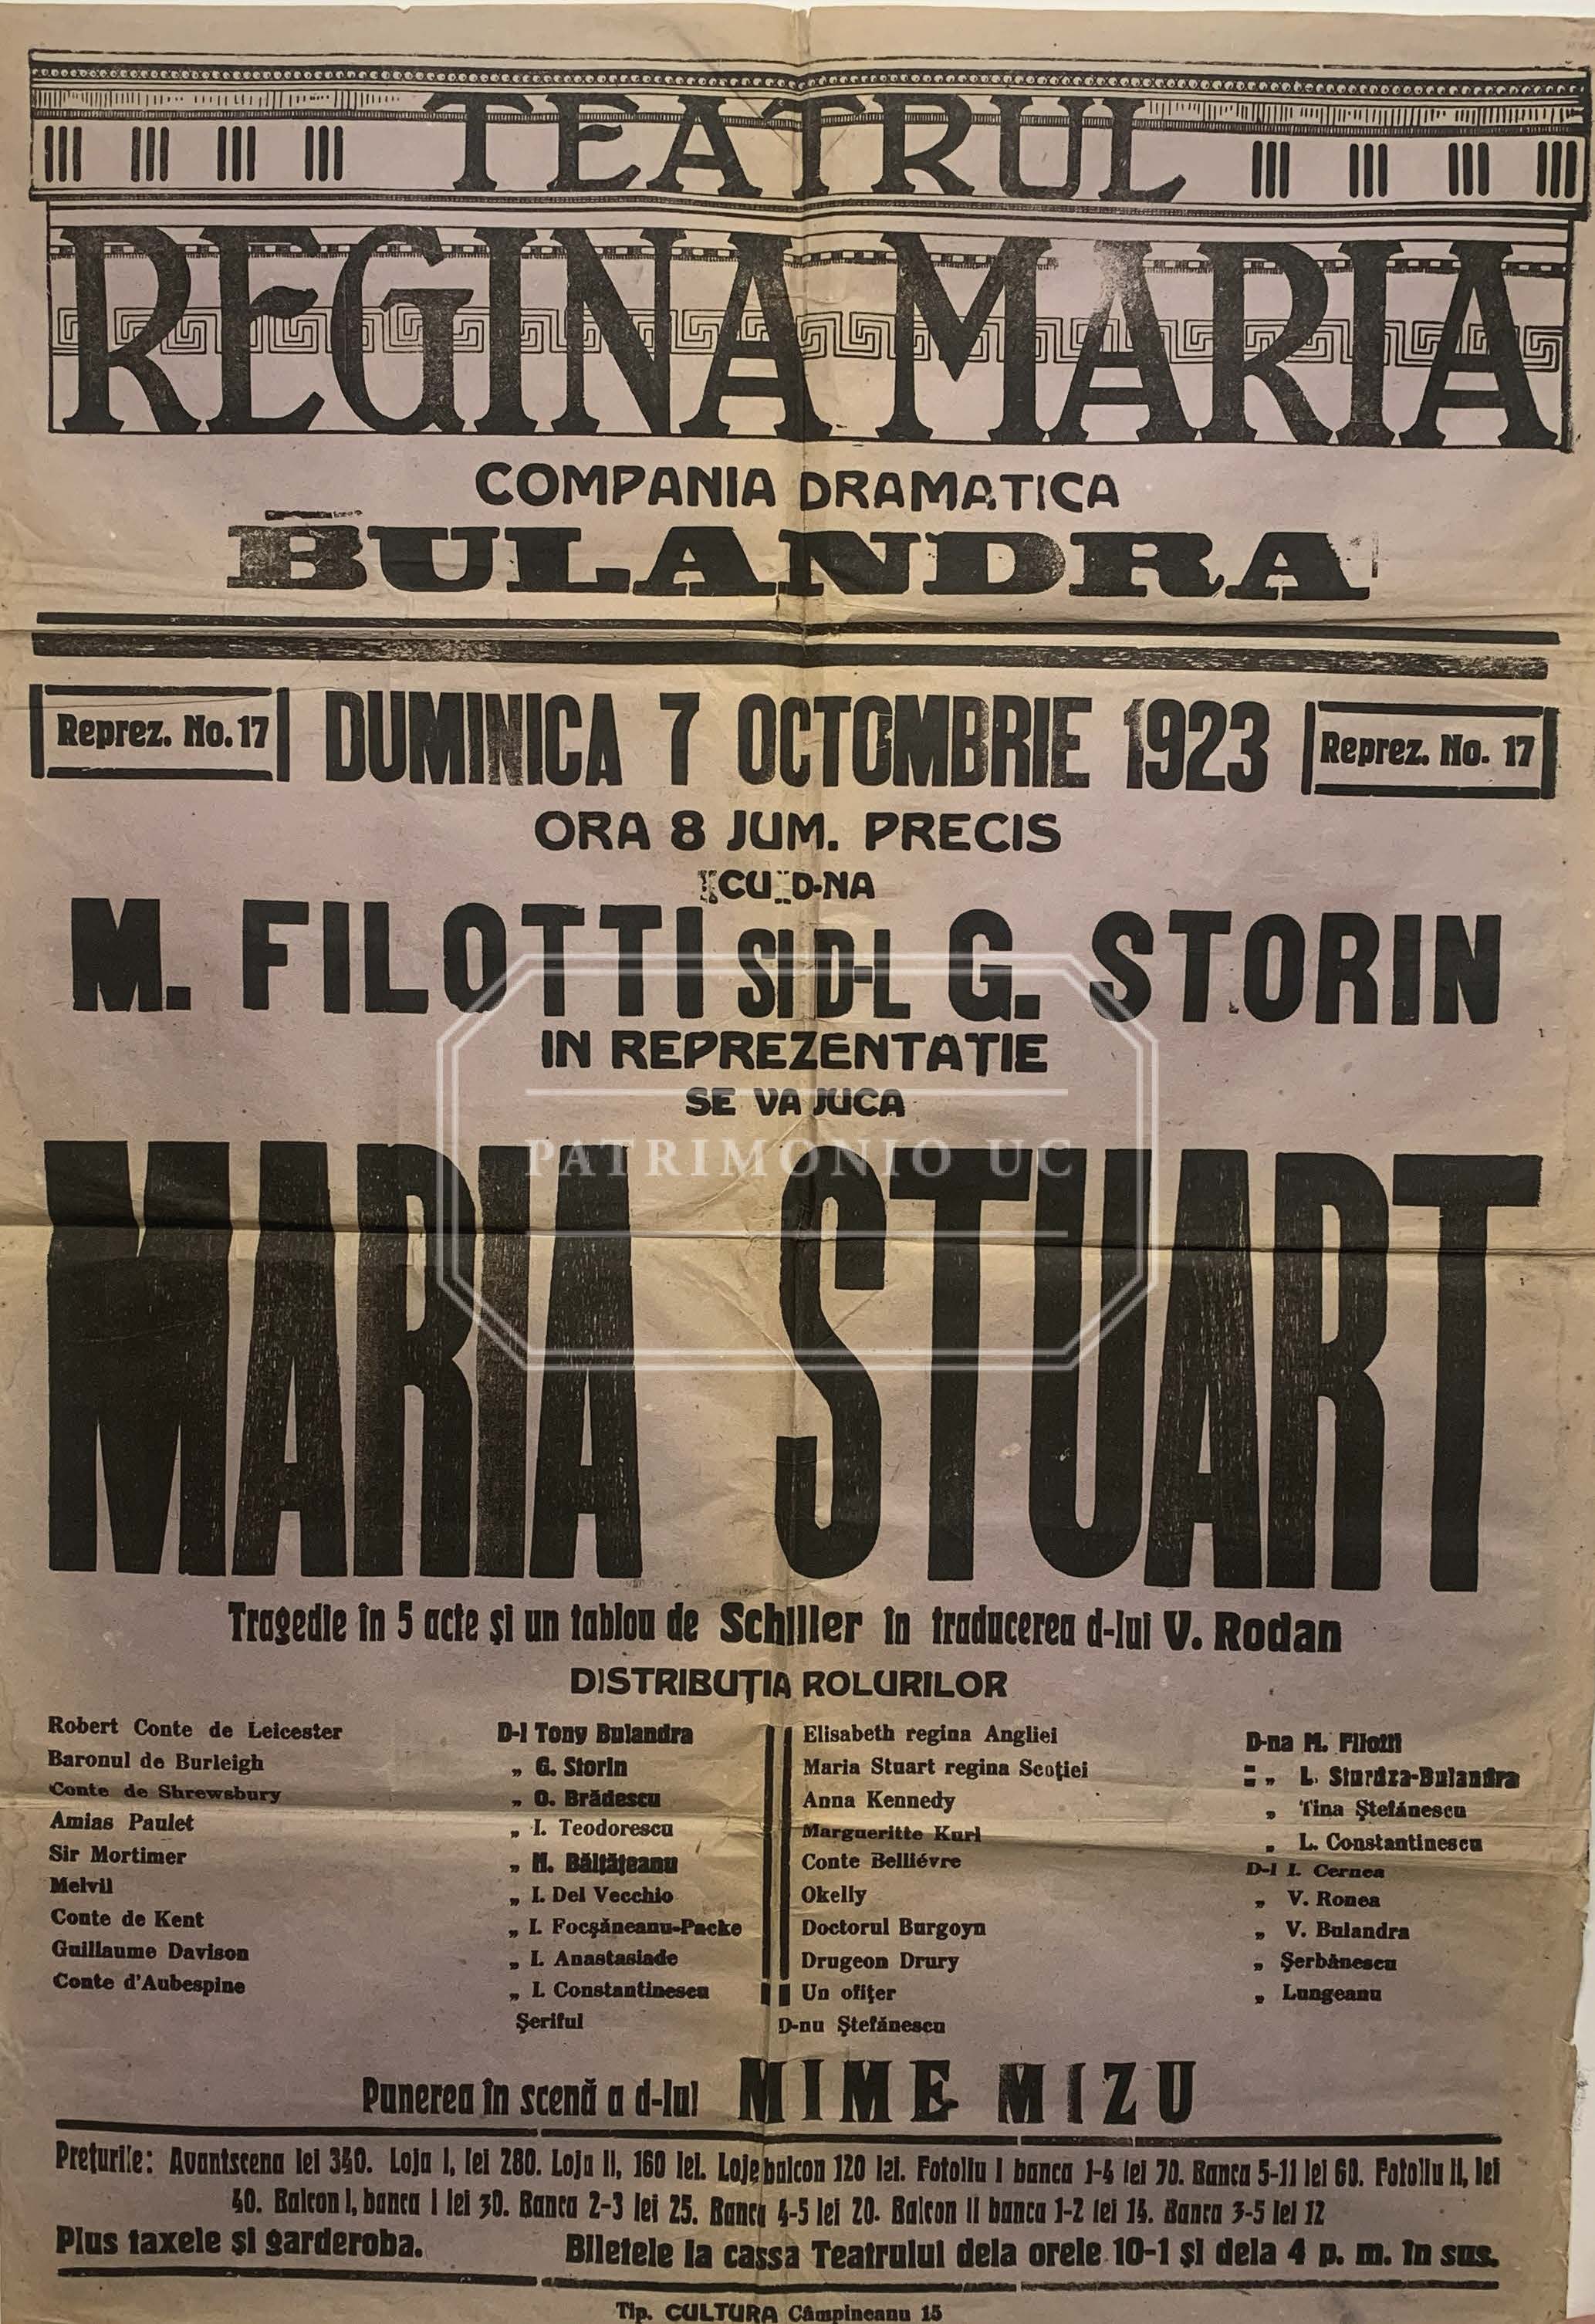 TEATRUL
REGINA MARIA
COMPANIA DRAMATICA
BULANDRA
Reprez. No. 17 DUMINICA 7 OCTOMBRIE 1923 Reprez. No. 17
ORA 8 JUM. PRECIS
CU D-NA
M. FILOTTI SI D-L G. STORIN
IN REPREZENTAȚIE
SE VA JUCA
PATRIMONIO UC
MARIA STUART
Tragedie în 5 acte și un tablou de Schiller în traducerea d-lui V. Rodan
DISTRIBUȚIA ROLURILOR
Robert Conte de Leicester D-l Tony Bulandra
Baronul de Burleigh „ G. Storin
Conte de Shrewsbury „ O. Brădescu
Amias Paulet „ I. Teodorescu
Sir Mortimer „ N. Bălțățeanu
Melvil „ I. Del Vecchio
Conte de Kent „ I. Focșăneanu-Packe
Guillaume Davison „ I. Anastasiade
Conte d'Aubespine „ I. Constantinescu
Elisabeth regina Angliei D-na M. Filotti
Maria Stuart regina Scoției „ L. Sturdza-Bulandra
Anna Kennedy „ Tina Ștefănescu
Margueritte Kurl „ L. Constantinescu
Conte Belliévre D-l I. Cernea
Okelly „ V. Ronea
Doctorul Burgoyn „ V. Bulandra
Drugeon Drury „ Șerbănescu
Un ofițer „ Lungeanu
Șeriful D-nu Ștefănescu
Punerea în scenă a d-lui MIME MIZU
Prețurile: Avantscena lei 340. Loja I, lei 280. Loja II, 160 lei. Loje balcon 120 lei. Fotoliu I banca 1-4 lei 70. Banca 5-11 lei 60. Fotoliu II, lei
40. Balcon I, banca I lei 30. Banca 2-3 lei 25. Banca 4-5 lei 20. Balcon II banca 1-2 lei 14. Banca 3-5 lei 12
Plus taxele și garderoba. Biletele la cassa Teatrului dela orele 10-1 și dela 4 p. m. în sus.
Tip. CULTURA Câmpineanu 15